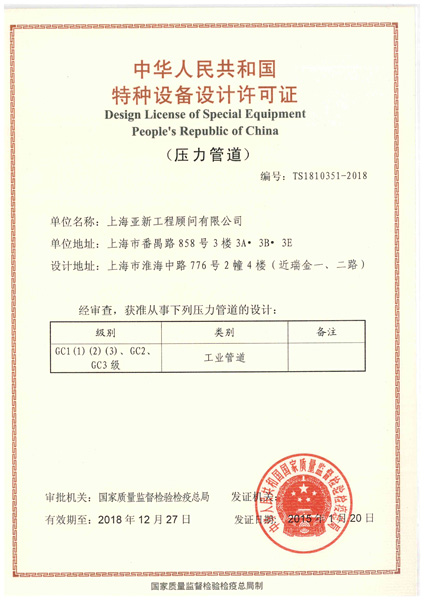 中华人民共和国
特种设备设计许可证
Design License of Special Equipment
People's Republic of China
（压力管道）
编号：TS1810351-2018
单位名称：上海亚新工程顾问有限公司
单位地址：上海市番禺路 858 号 3 楼 3A• 3B• 3E
设计地址：上海市淮海中路 776 号 2 幢 4 楼（近瑞金一、二路）
经审查，获准从事下列压力管道的设计：
级别 类别 备注
GC1(1)(2)(3)、GC2、 工业管道
GC3 级
中华人民共和国国家质量监督检验检疫总局
审批机关：国家质量监督检验检疫总局 发证机关：
有效期至：2018 年 12 月 27 日 发证日期：2015 年 1 月 20 日
国家质量监督检验检疫总局制